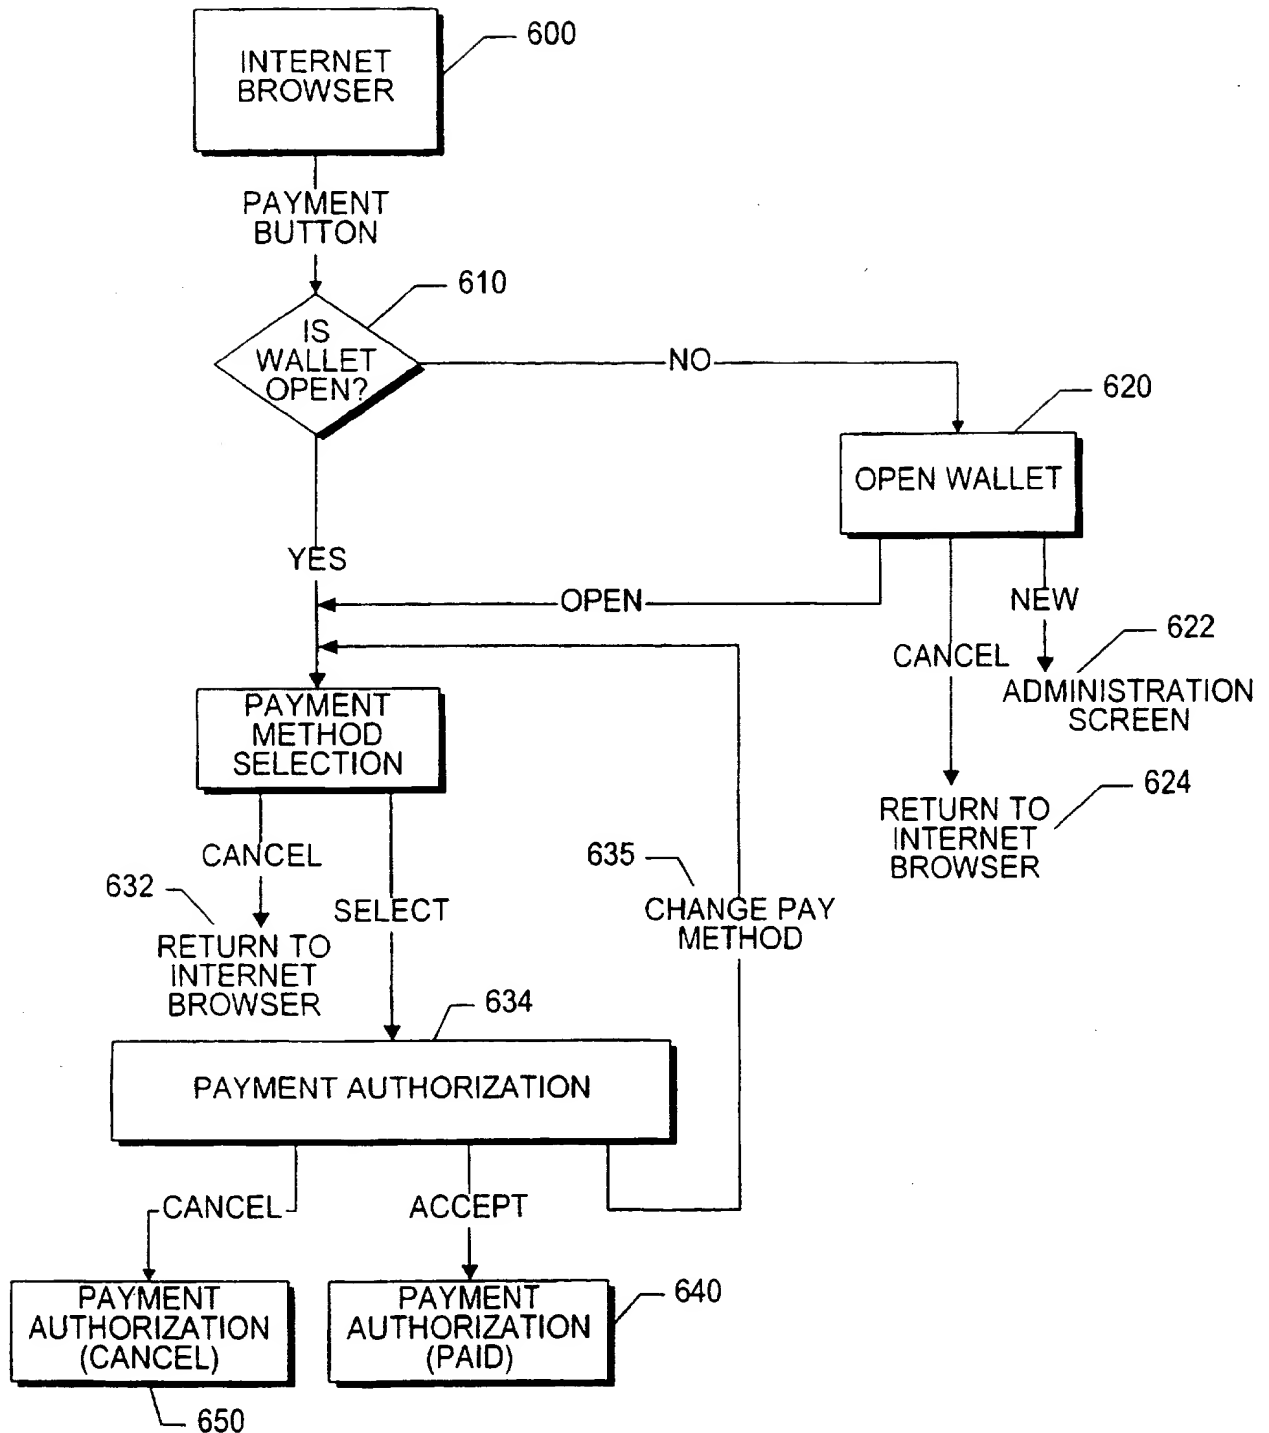 600
INTERNET
BROWSER
PAYMENT
BUTTON
610
IS
WALLET
OPEN?
NO
620
OPEN WALLET
YES
OPEN
NEW
622
CANCEL
ADMINISTRATION
SCREEN
PAYMENT
METHOD
SELECTION
624
RETURN TO
INTERNET
BROWSER
CANCEL
635
632
SELECT
CHANGE PAY
METHOD
RETURN TO
INTERNET
BROWSER
634
PAYMENT AUTHORIZATION
CANCEL
ACCEPT
PAYMENT
AUTHORIZATION
(CANCEL)
PAYMENT
AUTHORIZATION
(PAID)
640
650